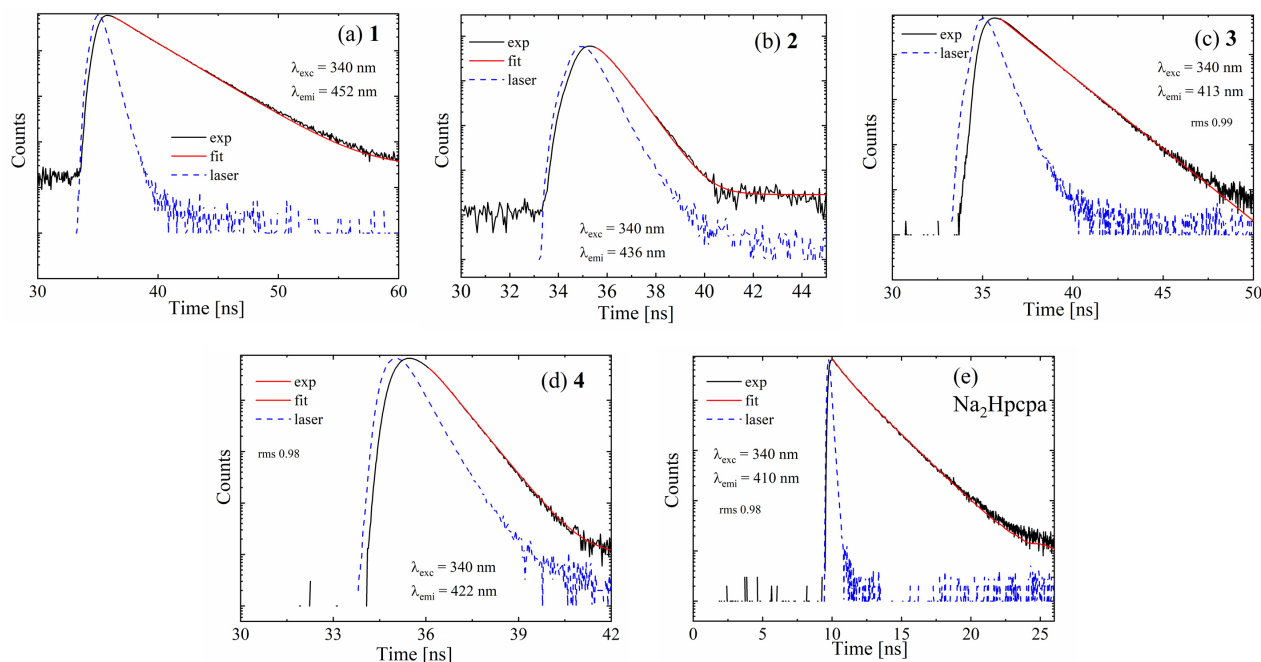 (a) 1
λexc = 340 nm
λemi = 452 nm
exp
fit
laser
Counts
30 40 50 60
Time [ns]
(b) 2
exp
fit
laser
λexc = 340 nm
λemi = 436 nm
Counts
30 32 34 36 38 40 42 44
Time [ns]
(c) 3
exp
fit
laser
λexc = 340 nm
λemi = 413 nm
rms 0.99
Counts
30 35 40 45 50
Time [ns]
(d) 4
exp
fit
laser
rms 0.98
λexc = 340 nm
λemi = 422 nm
Counts
30 33 36 39 42
Time [ns]
(e)
Na₂Hpcpa
exp
fit
laser
λexc = 340 nm
λemi = 410 nm
rms 0.98
Counts
0 5 10 15 20 25
Time [ns]